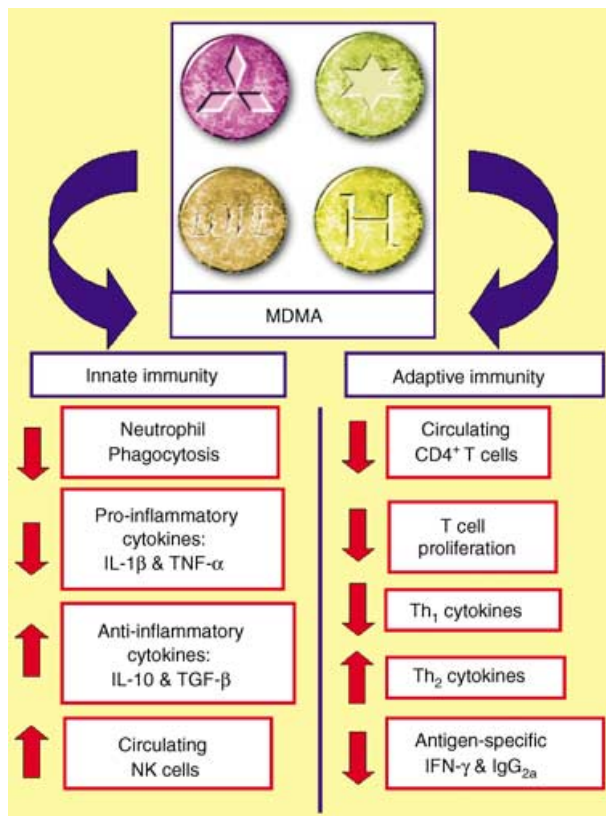 LOVE
H
MDMA
Innate immunity
Neutrophil
Phagocytosis
Pro-inflammatory
cytokines:
IL-1β & TNF-α
Anti-inflammatory
cytokines:
IL-10 & TGF-β
Circulating
NK cells
Adaptive immunity
Circulating
CD4⁺ T cells
T cell
proliferation
Th₁ cytokines
Th₂ cytokines
Antigen-specific
IFN-γ & IgG₂ₐ